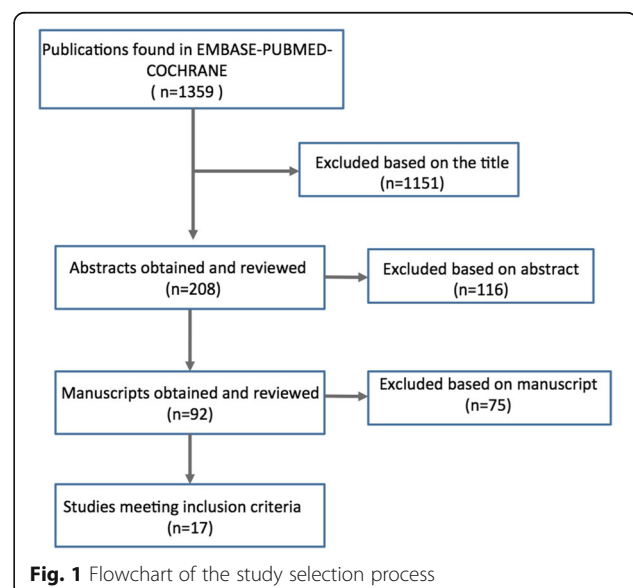 Publications found in EMBASE-PUBMED-
COCHRANE
( n=1359 )
Excluded based on the title
(n=1151)
Abstracts obtained and reviewed
(n=208)
Excluded based on abstract
(n=116)
Manuscripts obtained and reviewed
(n=92)
Excluded based on manuscript
(n=75)
Studies meeting inclusion criteria
(n=17)
Fig. 1 Flowchart of the study selection process